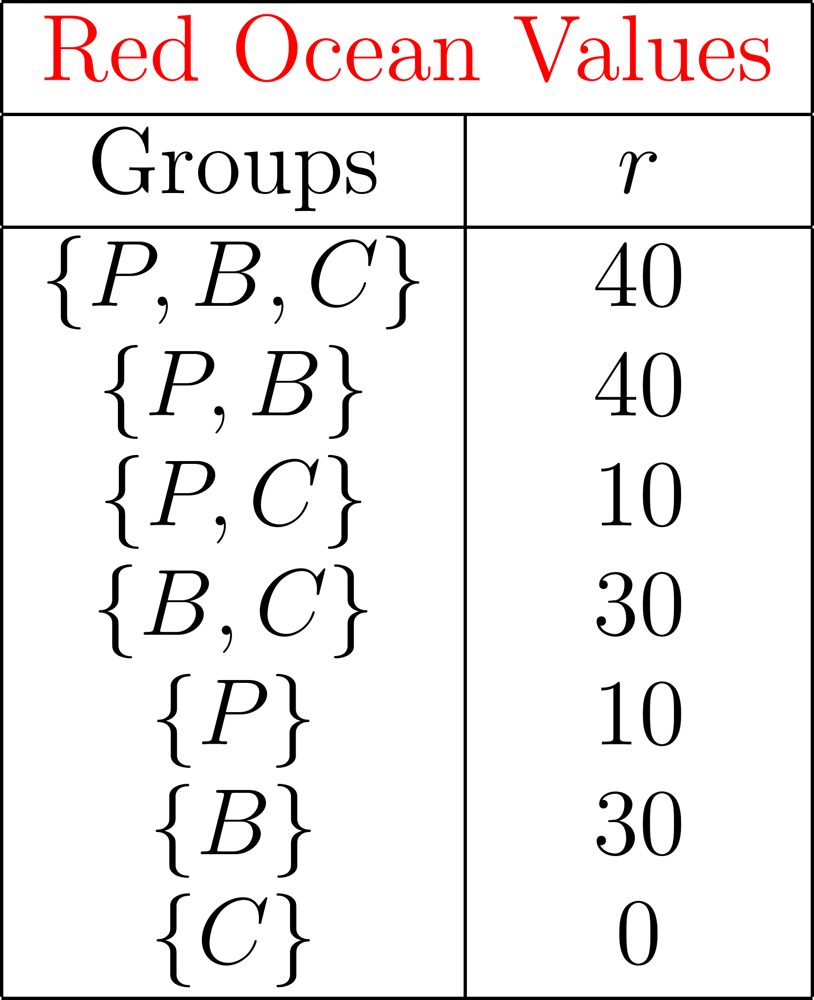 Red Ocean Values
Groups r
{P, B, C} 40
{P, B} 40
{P, C} 10
{B, C} 30
{P} 10
{B} 30
{C} 0